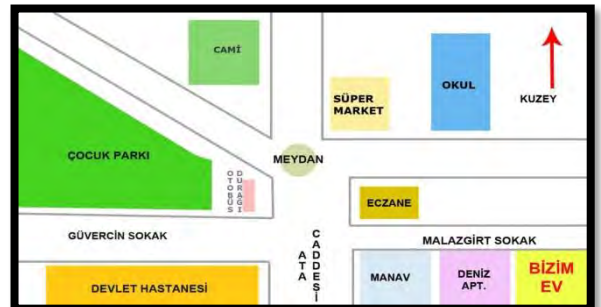 CAMİ
SÜPER
MARKET
OKUL
KUZEY
ÇOCUK PARKI
OTOBÜS
DURAĞI
MEYDAN
ECZANE
GÜVERCİN SOKAK
ATA
CADDESİ
MALAZGİRT SOKAK
DEVLET HASTANESİ
MANAV
DENİZ
APT.
BİZİM
EV